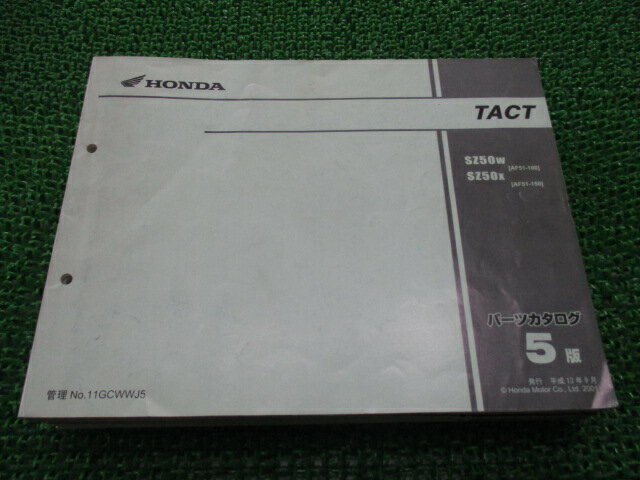 HONDA
TACT
SZ50W [AF51-100]
SZ50X [AF51-150]
パーツカタログ
5版
発行 平成13年9月
© Honda Motor Co., Ltd. 2001
管理 No.11GCWWJ5